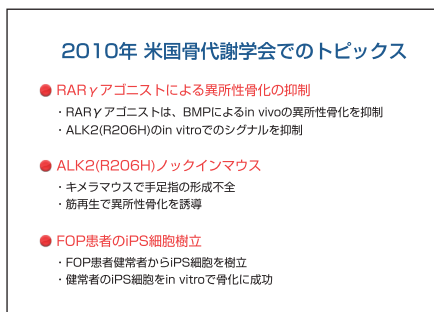 2010年 米国骨代謝学会でのトピックス
● RARγアゴニストによる異所性骨化の抑制
・RARγアゴニストは、BMPによるin vivoの異所性骨化を抑制
・ALK2(R206H)のin vitroでのシグナルを抑制
● ALK2(R206H)ノックインマウス
・キメラマウスで手足指の形成不全
・筋再生で異所性骨化を誘導
● FOP患者のiPS細胞樹立
・FOP患者健常者からiPS細胞を樹立
・健常者のiPS細胞をin vitroで骨化に成功